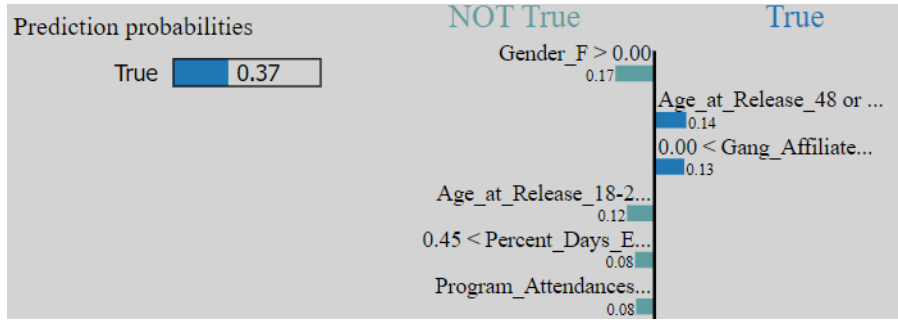 Prediction probabilities
True 0.37
NOT True
True
Gender_F > 0.00
0.17
Age_at_Release_48 or ...
0.14
0.00 < Gang_Affiliate...
0.13
Age_at_Release_18-2...
0.12
0.45 < Percent_Days_E...
0.08
Program_Attendances...
0.08